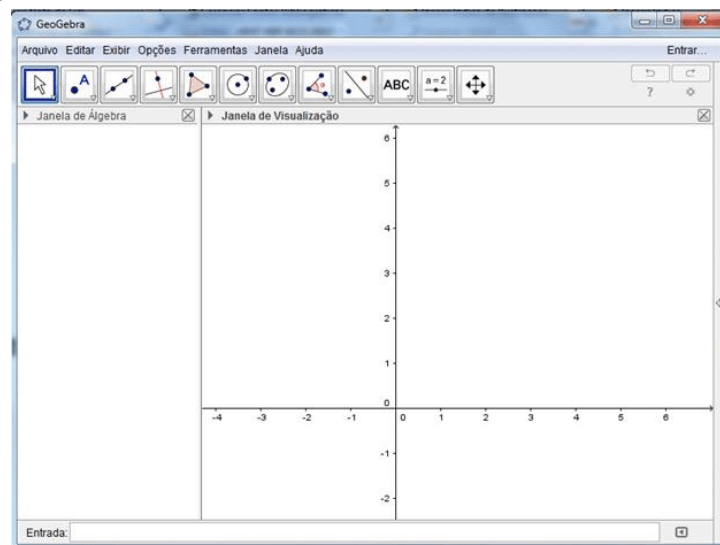 GeoGebra
Arquivo Editar Exibir Opções Ferramentas Janela Ajuda Entrar...
A ABC a=2 ?
Janela de Álgebra
Janela de Visualização
6
5
4
3
2
1
0
-4 -3 -2 -1 0 1 2 3 4 5 6
-1
-2
Entrada: